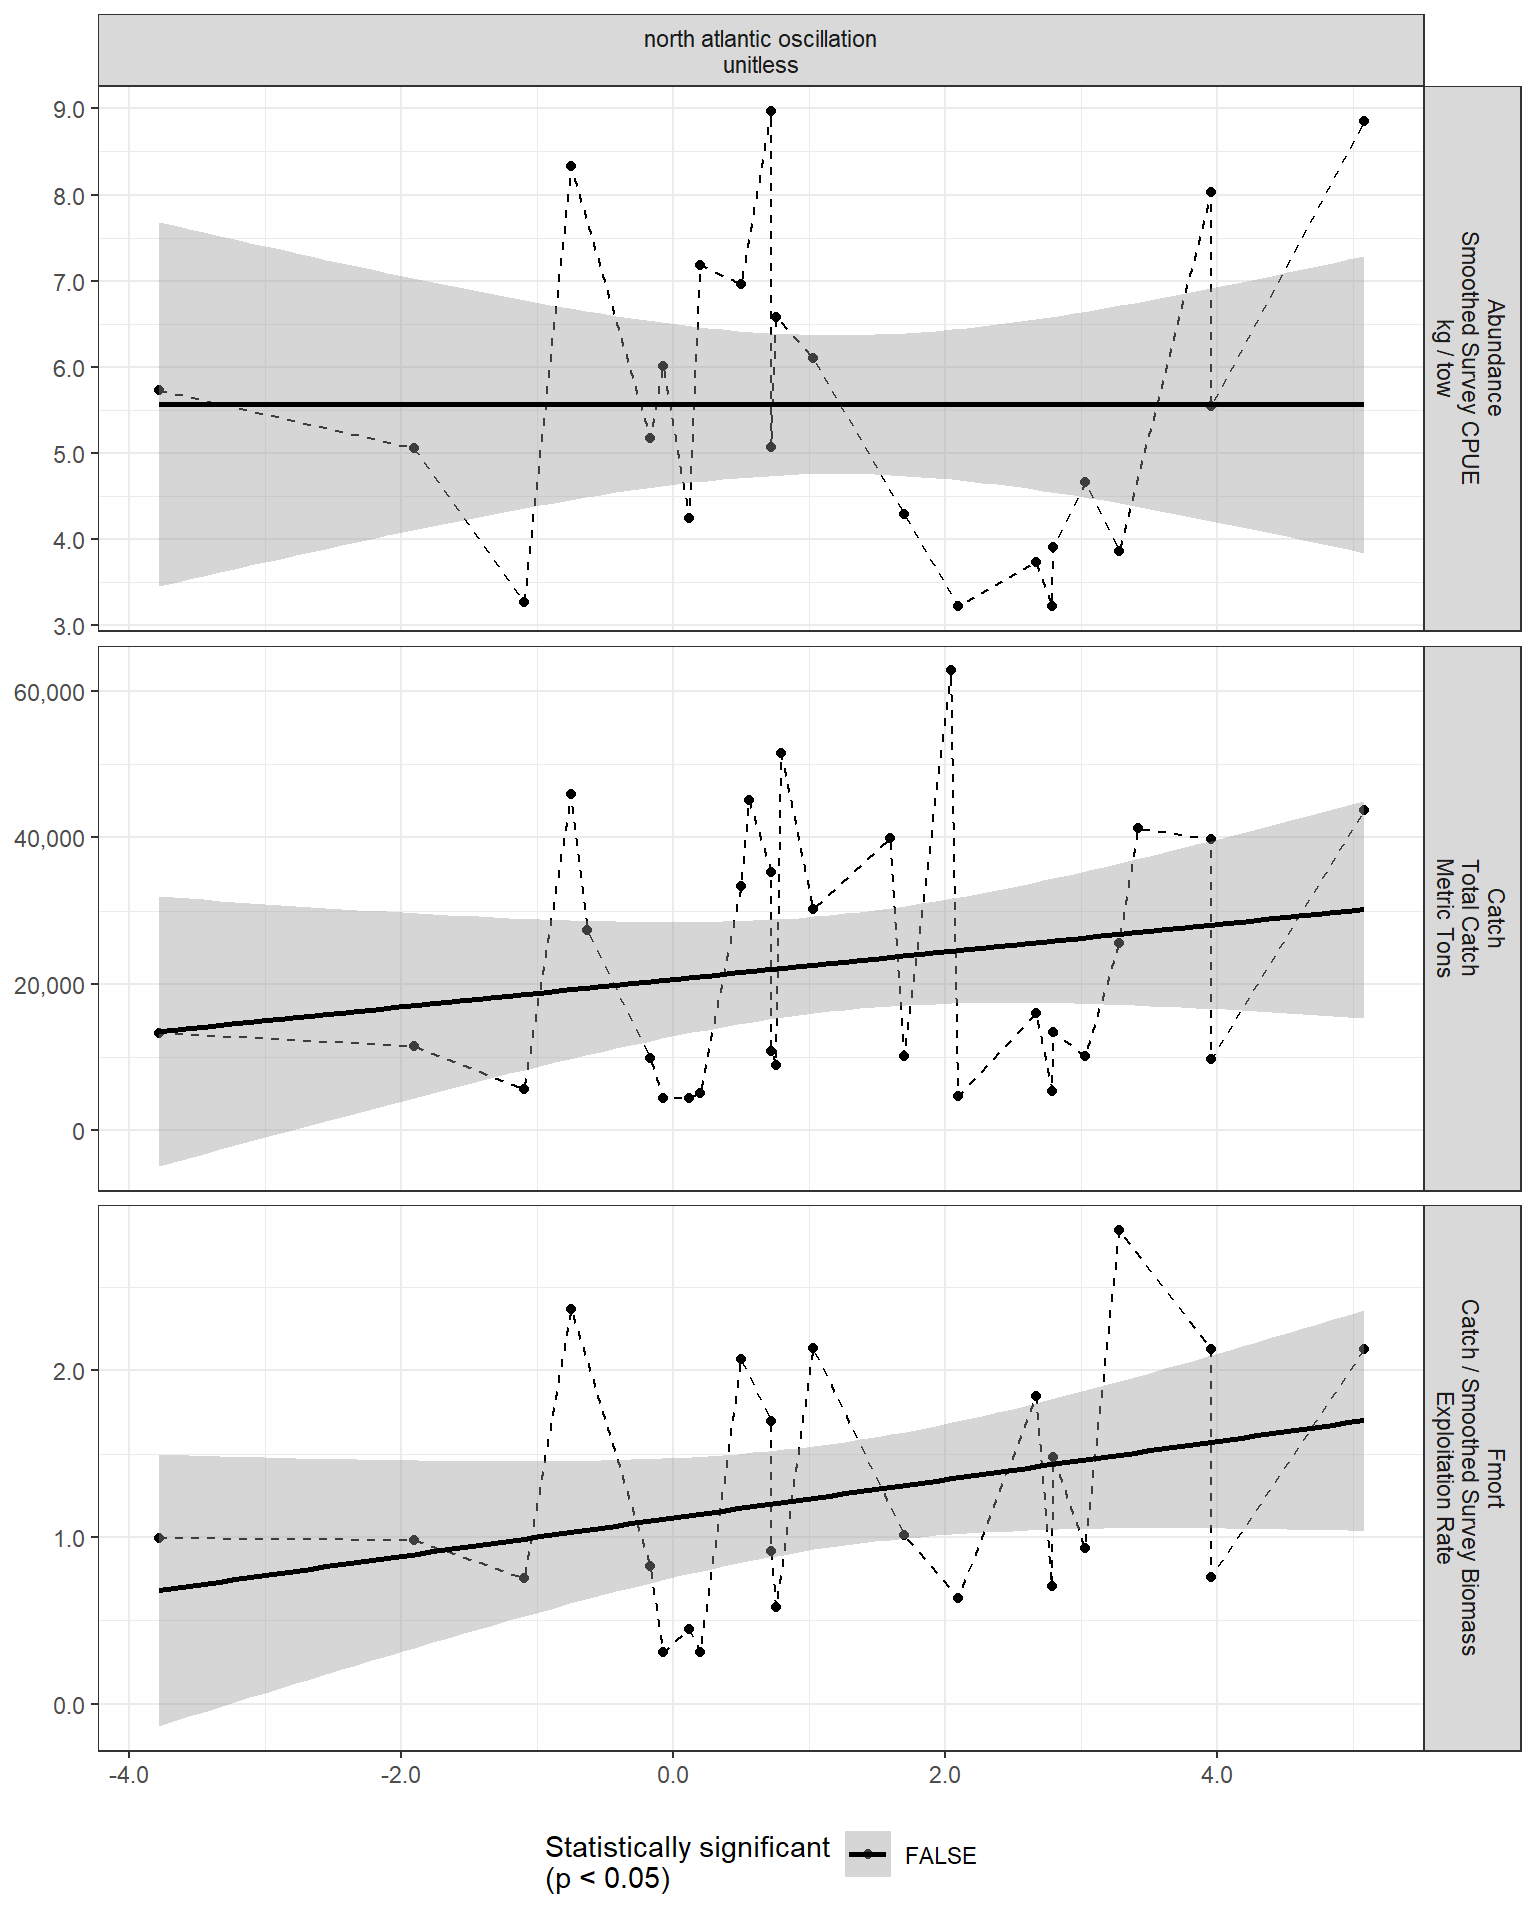 north atlantic oscillation
unitless
9.0
8.0
7.0
6.0
5.0
4.0
3.0
Abundance
Smoothed Survey CPUE
kg / tow
60,000
40,000
20,000
0
Catch
Total Catch
Metric Tons
2.0
1.0
0.0
Fmort
Catch / Smoothed Survey Biomass
Exploitation Rate
-4.0
-2.0
0.0
2.0
4.0
Statistically significant
(p < 0.05)
FALSE